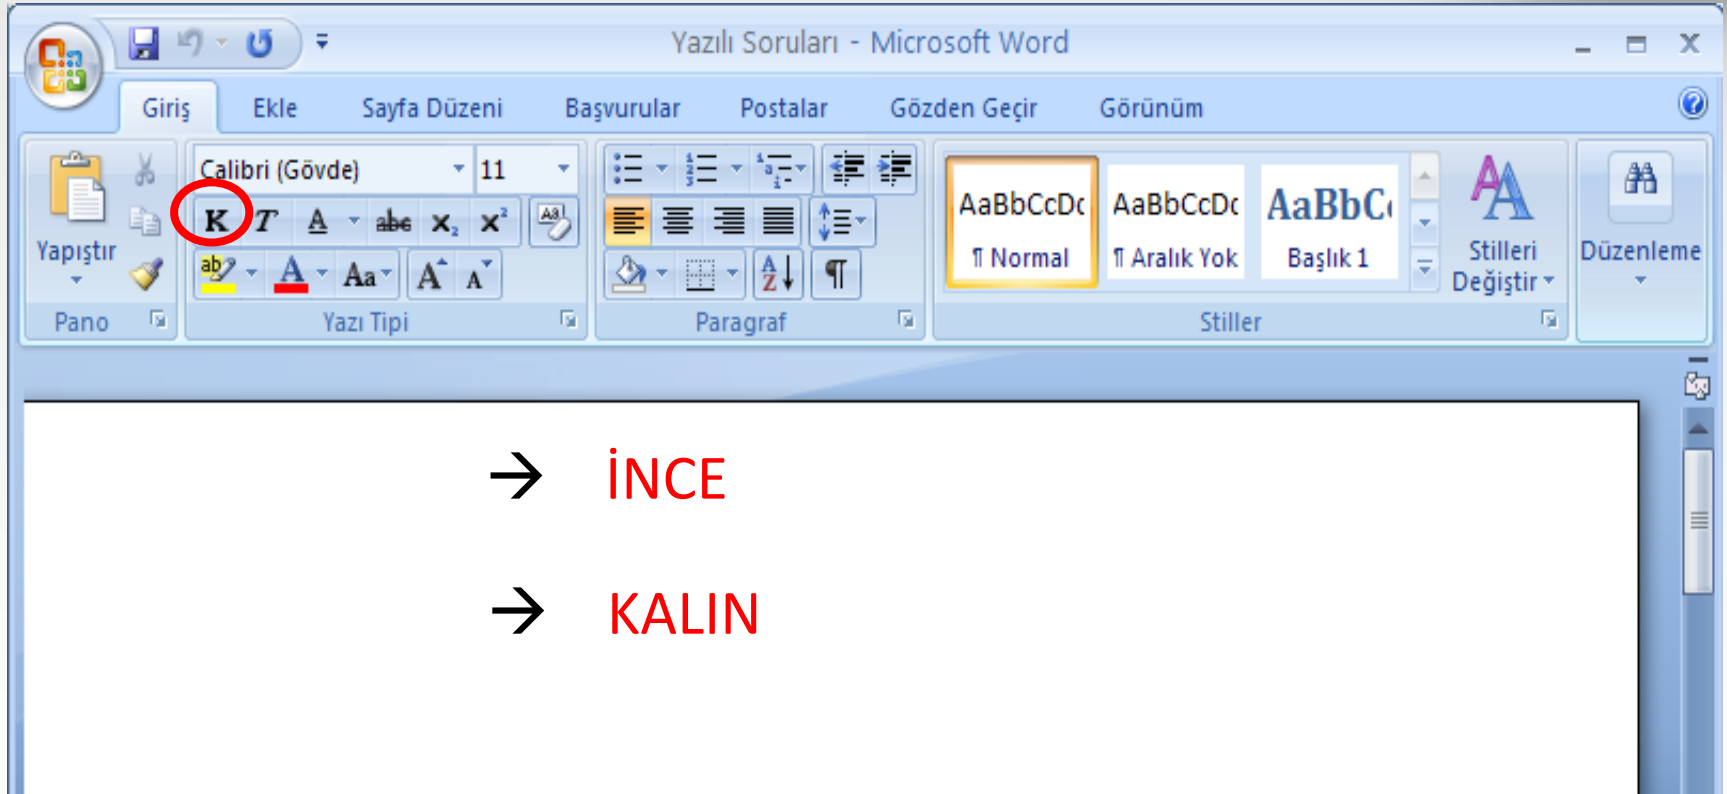 Yazılı Soruları - Microsoft Word
Giriş Ekle Sayfa Düzeni Başvurular Postalar Gözden Geçir Görünüm
Calibri (Gövde) 11
K T A abc x₂ x²
ab A Aa A A
Yapıştır
AaBbCcDc AaBbCcDc AaBbC
¶ Normal ¶ Aralık Yok Başlık 1
Stilleri
Değiştir
Düzenleme
Pano Yazı Tipi Paragraf Stiller
→ İNCE
→ KALIN